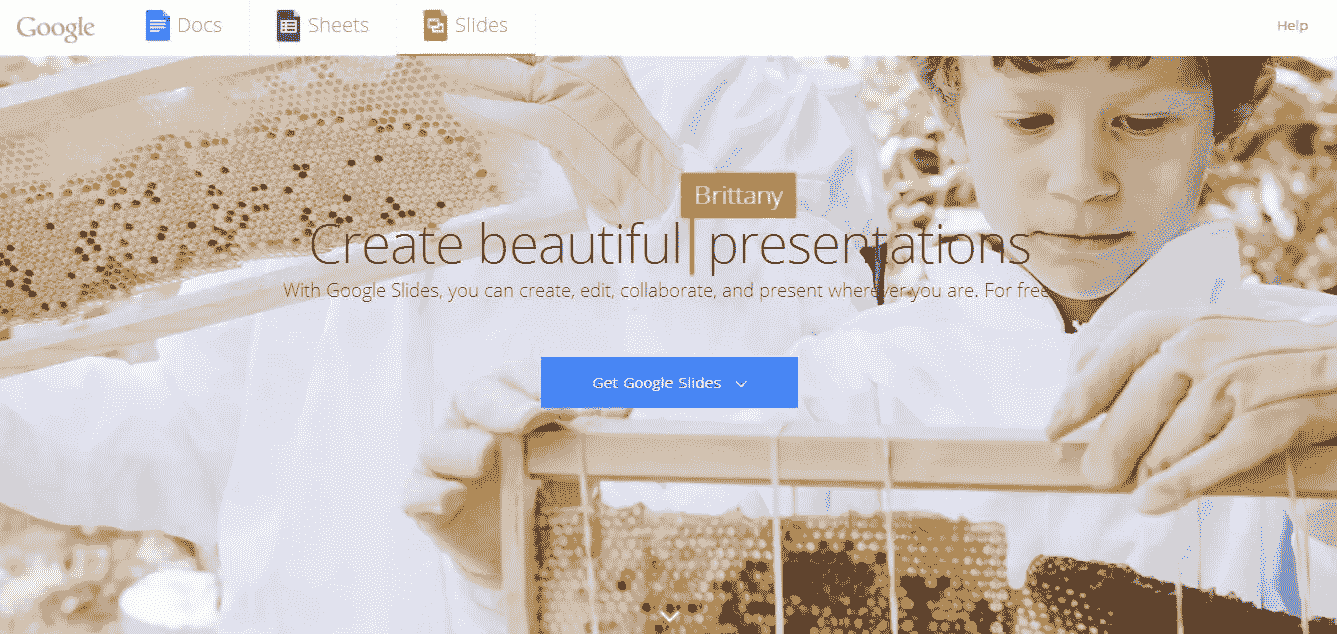 Google Docs Sheets Slides Help
Brittany
Create beautiful presentations
With Google Slides, you can create, edit, collaborate, and present wherever you are. For free.
Get Google Slides